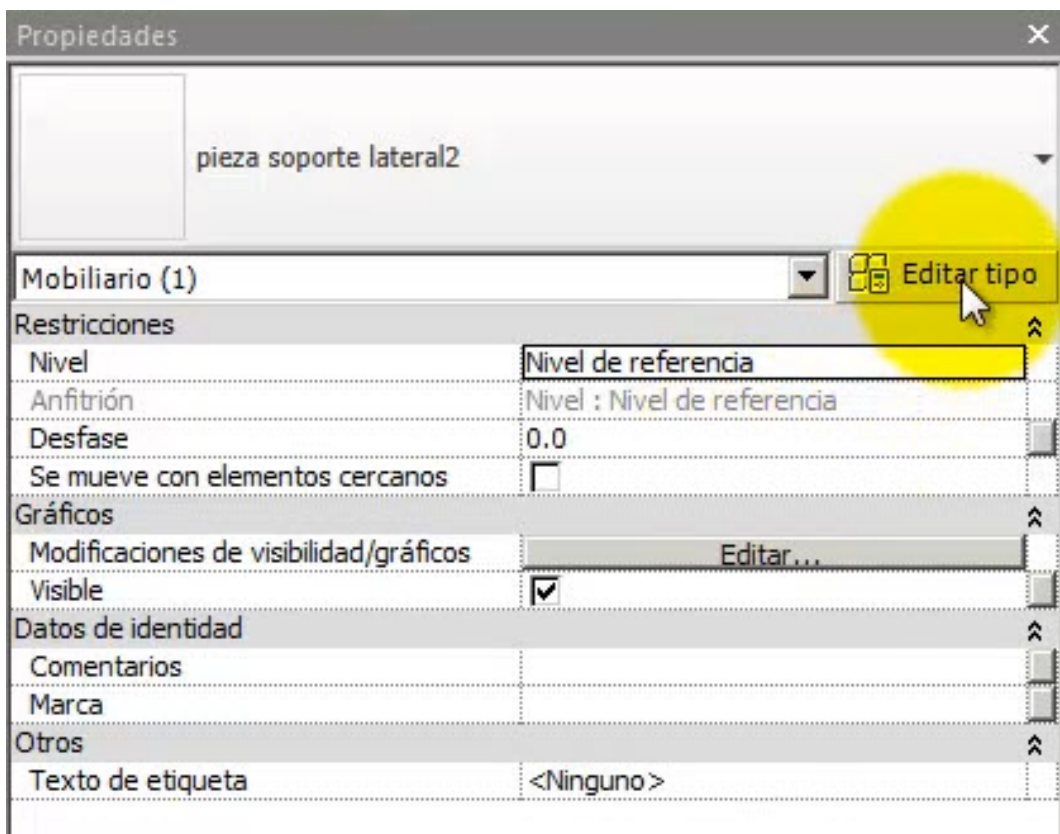 Propiedades
pieza soporte lateral2
Mobiliario (1) Editar tipo
Restricciones
Nivel Nivel de referencia
Anfitrión Nivel : Nivel de referencia
Desfase 0.0
Se mueve con elementos cercanos
Gráficos
Modificaciones de visibilidad/gráficos Editar...
Visible
Datos de identidad
Comentarios
Marca
Otros
Texto de etiqueta <Ninguno>